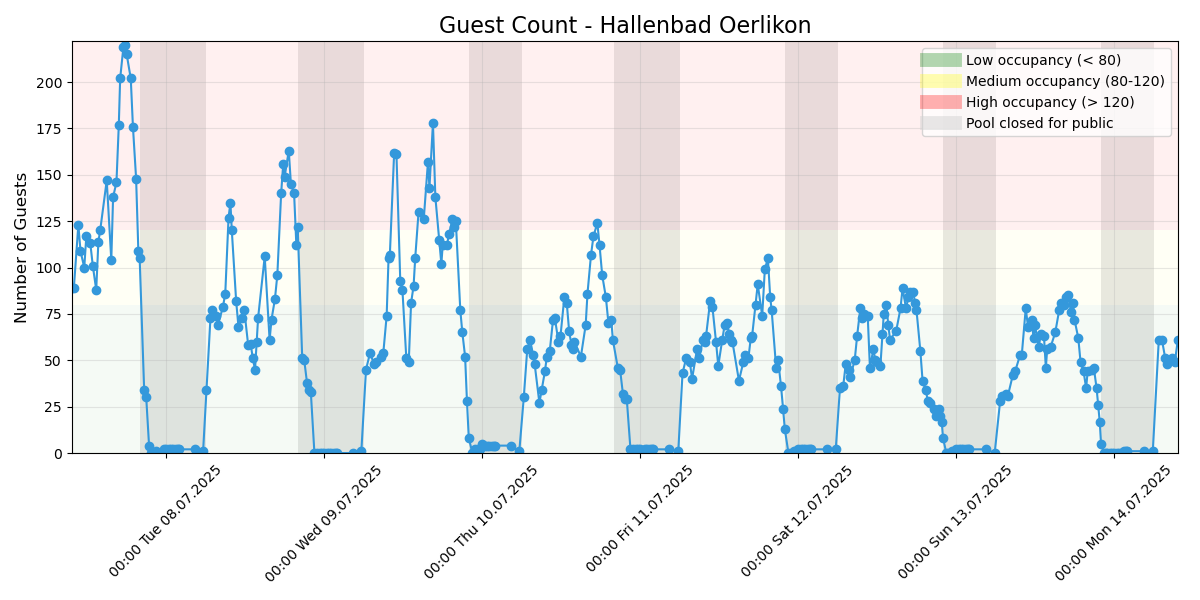 Guest Count - Hallenbad Oerlikon
Low occupancy (< 80)
Medium occupancy (80-120)
High occupancy (> 120)
Pool closed for public
Number of Guests
200
175
150
125
100
75
50
25
0
00:00 Tue 08.07.2025
00:00 Wed 09.07.2025
00:00 Thu 10.07.2025
00:00 Fri 11.07.2025
00:00 Sat 12.07.2025
00:00 Sun 13.07.2025
00:00 Mon 14.07.2025